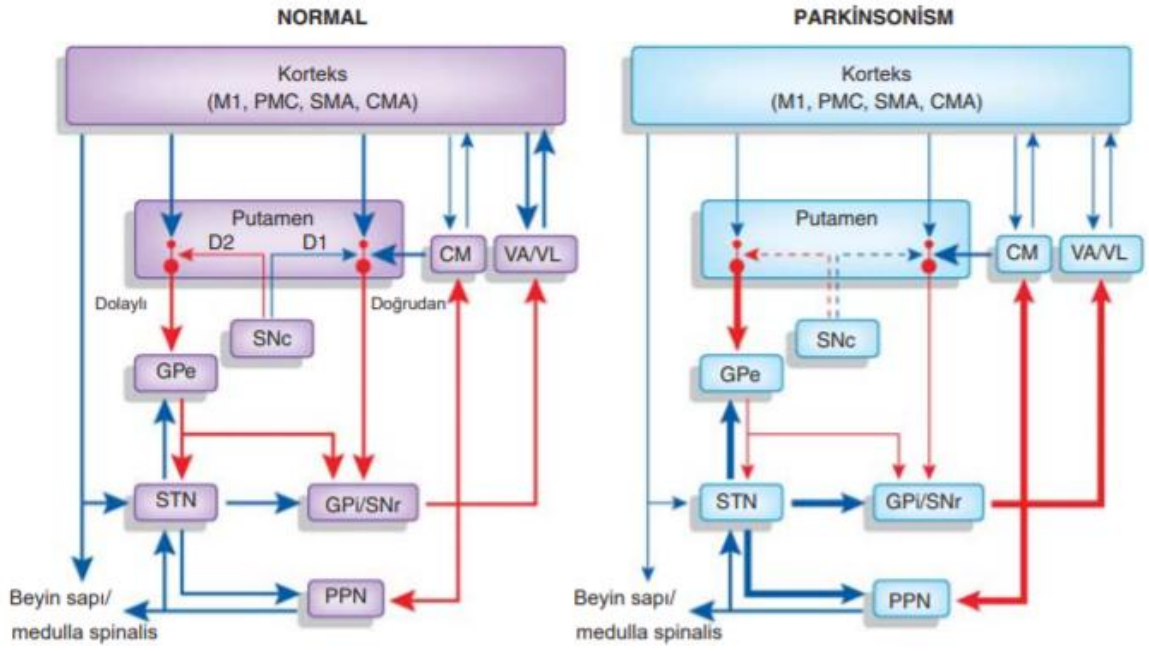 NORMAL
Korteks
(M1, PMC, SMA, CMA)
Putamen
D2
D1
CM
VA/VL
Dolaylı
Doğrudan
SNc
GPe
STN
GPi/SNr
PPN
Beyin sapı/
medulla spinalis
PARKİNSONİSM
Korteks
(M1, PMC, SMA, CMA)
Putamen
CM
VA/VL
SNc
GPe
STN
GPi/SNr
PPN
Beyin sapı/
medulla spinalis